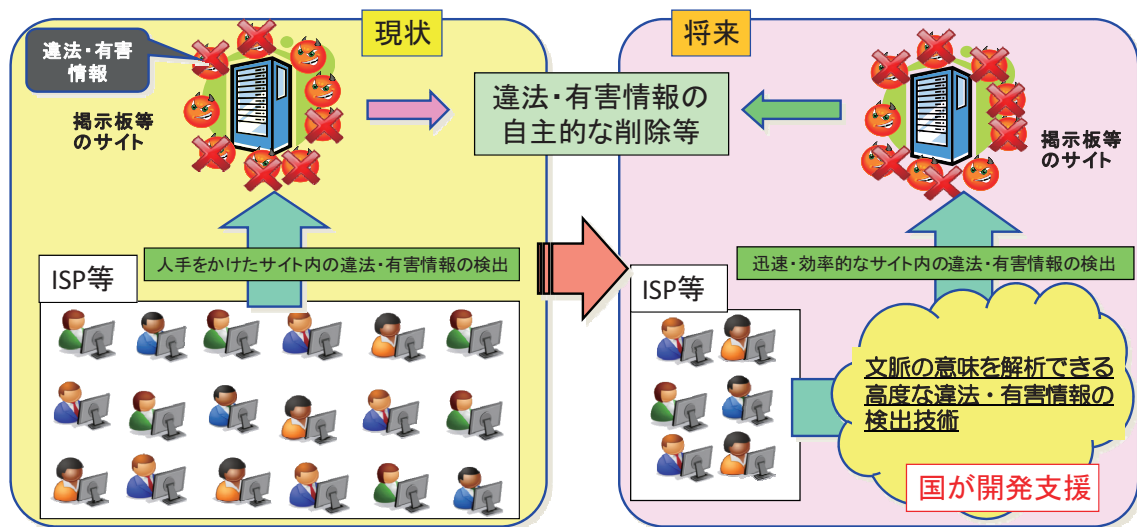 現状
違法・有害
情報
掲示板等
のサイト
違法・有害情報の
自主的な削除等
人手をかけたサイト内の違法・有害情報の検出
ISP等
将来
掲示板等
のサイト
迅速・効率的なサイト内の違法・有害情報の検出
ISP等
文脈の意味を解析できる
高度な違法・有害情報の
検出技術
国が開発支援